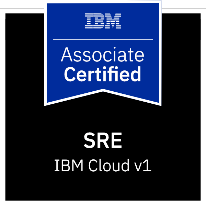 IBM
Associate
Certified
SRE
IBM Cloud v1